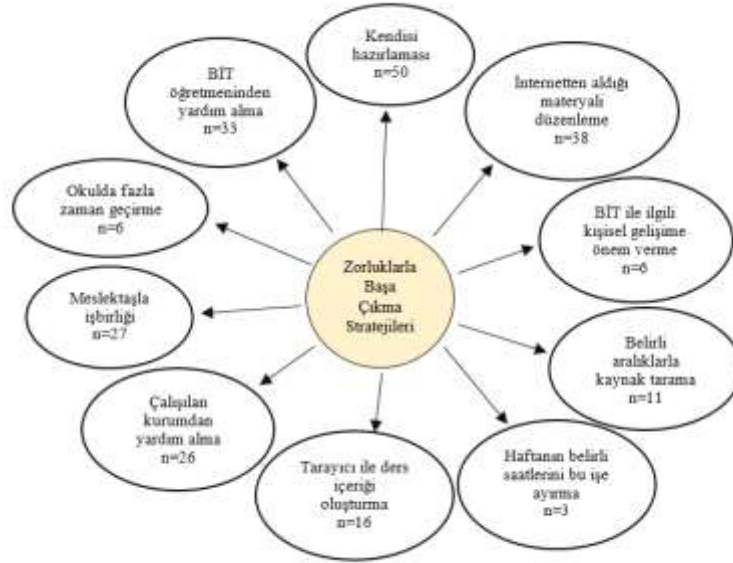 Kendisi
hazırlaması
n=50
İnternetten aldığı
materyali
düzenleme
n=38
BİT ile ilgili
kişisel gelişime
önem verme
n=6
Belirli
aralıklarla
kaynak tarama
n=11
Haftanın belirli
saatlerini bu işe
ayırma
n=3
Tarayıcı ile ders
içeriği
oluşturma
n=16
Çalışılan
kurumdan
yardım alma
n=26
Meslektaşla
işbirliği
n=27
Okulda fazla
zaman geçirme
n=6
BİT
öğretmeninden
yardım alma
n=33
Zorluklarla
Başa
Çıkma
Stratejileri